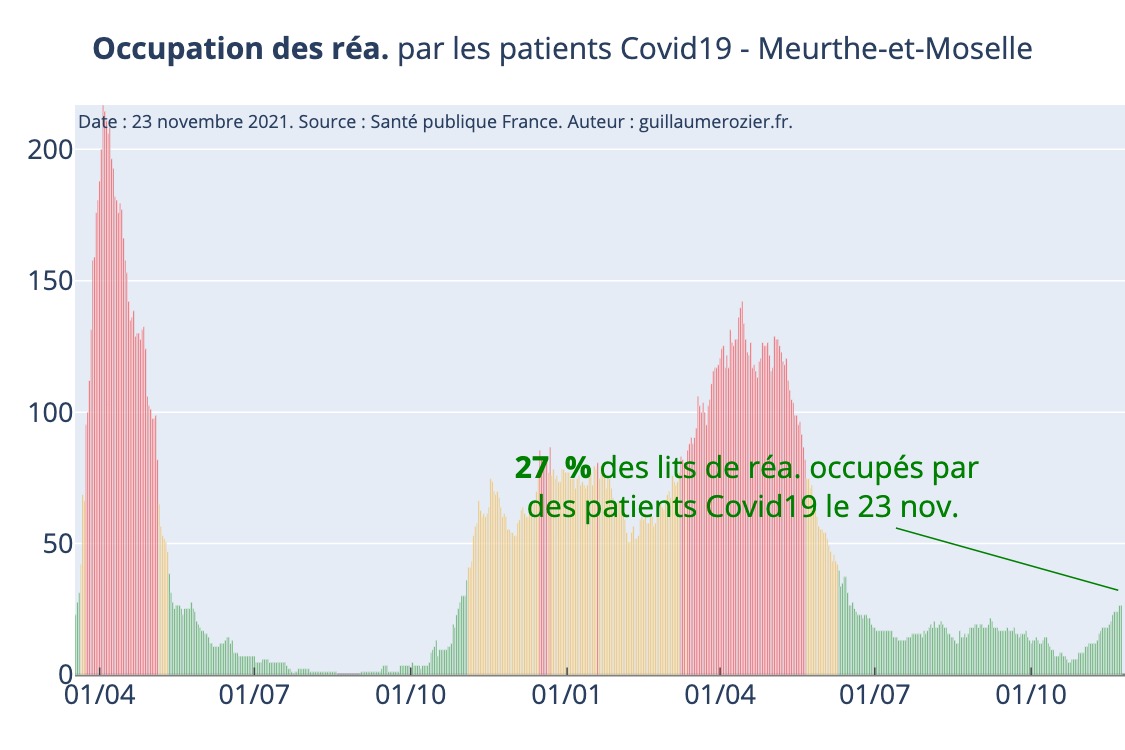 Occupation des réa. par les patients Covid19 - Meurthe-et-Moselle
Date : 23 novembre 2021. Source : Santé publique France. Auteur : guillaumerozier.fr.
200
150
100
27 % des lits de réa. occupés par
des patients Covid19 le 23 nov.
50
0
01/04 01/07 01/10 01/01 01/04 01/07 01/10